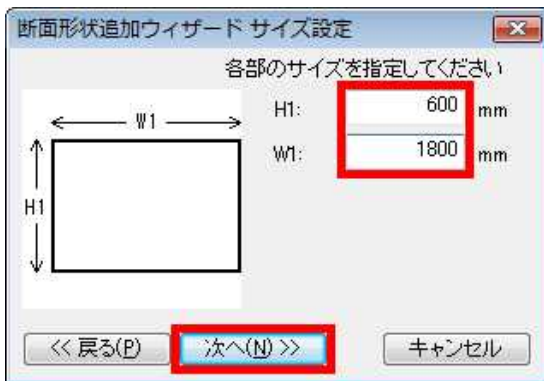 断面形状追加ウィザード サイズ設定
各部のサイズを指定してください
W1
H1
H1: 600 mm
W1: 1800 mm
<< 戻る(P) 次へ(N) >> キャンセル